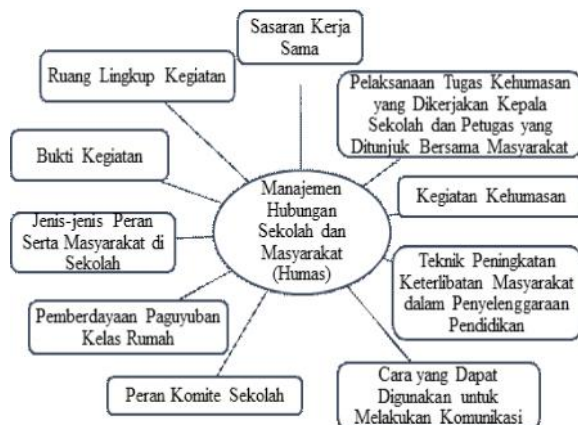 Sasaran Kerja
Sama
Ruang Lingkup Kegiatan
Pelaksanaan Tugas Kehumasan
yang Dikerjakan Kepala
Sekolah dan Petugas yang
Ditunjuk Bersama Masyarakat
Bukti Kegiatan
Manajemen
Hubungan
Sekolah dan
Masyarakat
(Humas)
Kegiatan Kehumasan
Jenis-jenis Peran
Serta Masyarakat di
Sekolah
Teknik Peningkatan
Keterlibatan Masyarakat
dalam Penyelenggaraan
Pendidikan
Pemberdayaan Paguyuban
Kelas Rumah
Peran Komite Sekolah
Cara yang Dapat
Digunakan untuk
Melakukan Komunikasi